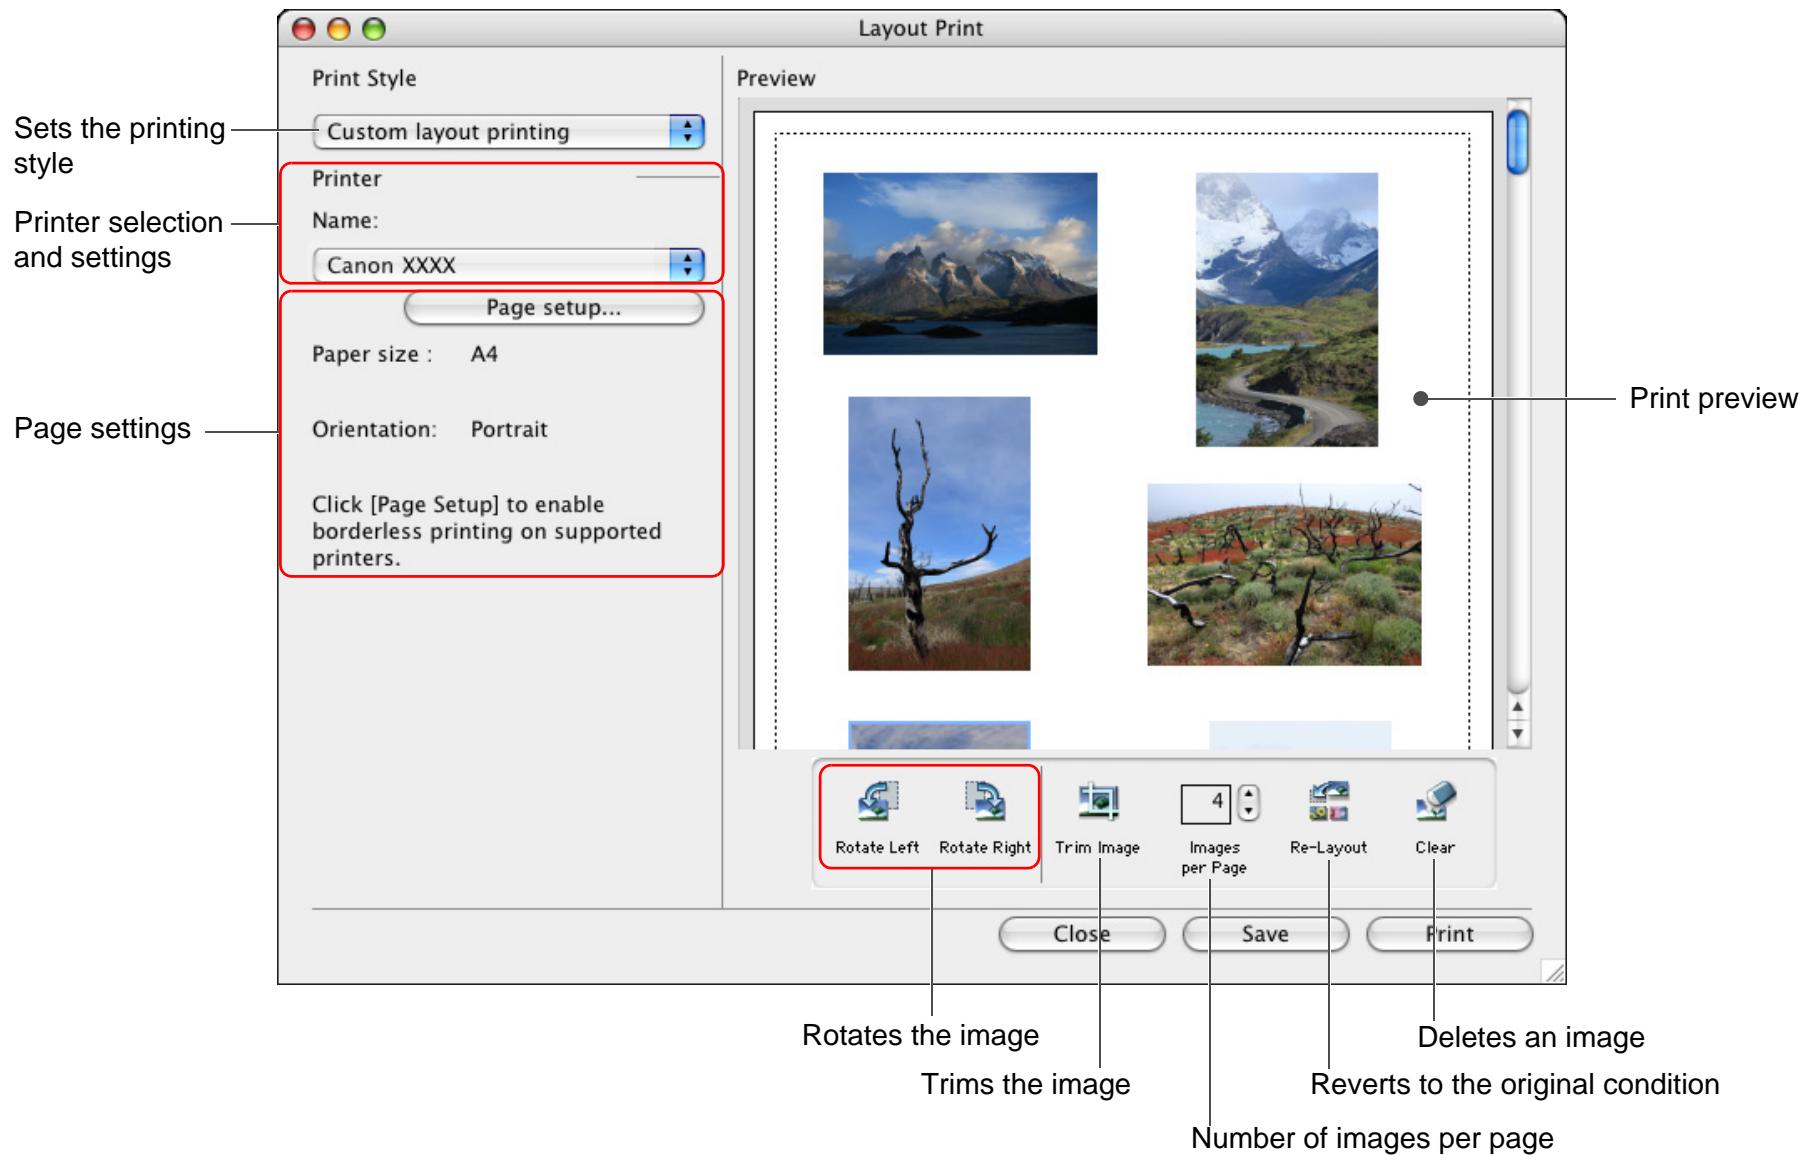 Layout Print
Print Style
Preview
Sets the printing
style
Custom layout printing
Printer
Printer selection
and settings
Name:
Canon XXXX
Page setup...
Paper size :
A4
Page settings
Orientation:
Portrait
Click [Page Setup] to enable
borderless printing on supported
printers.
Print preview
4
Rotate Left
Rotate Right
Trim Image
Images
per Page
Re-Layout
Clear
Close
Save
Print
Rotates the image
Deletes an image
Trims the image
Reverts to the original condition
Number of images per page